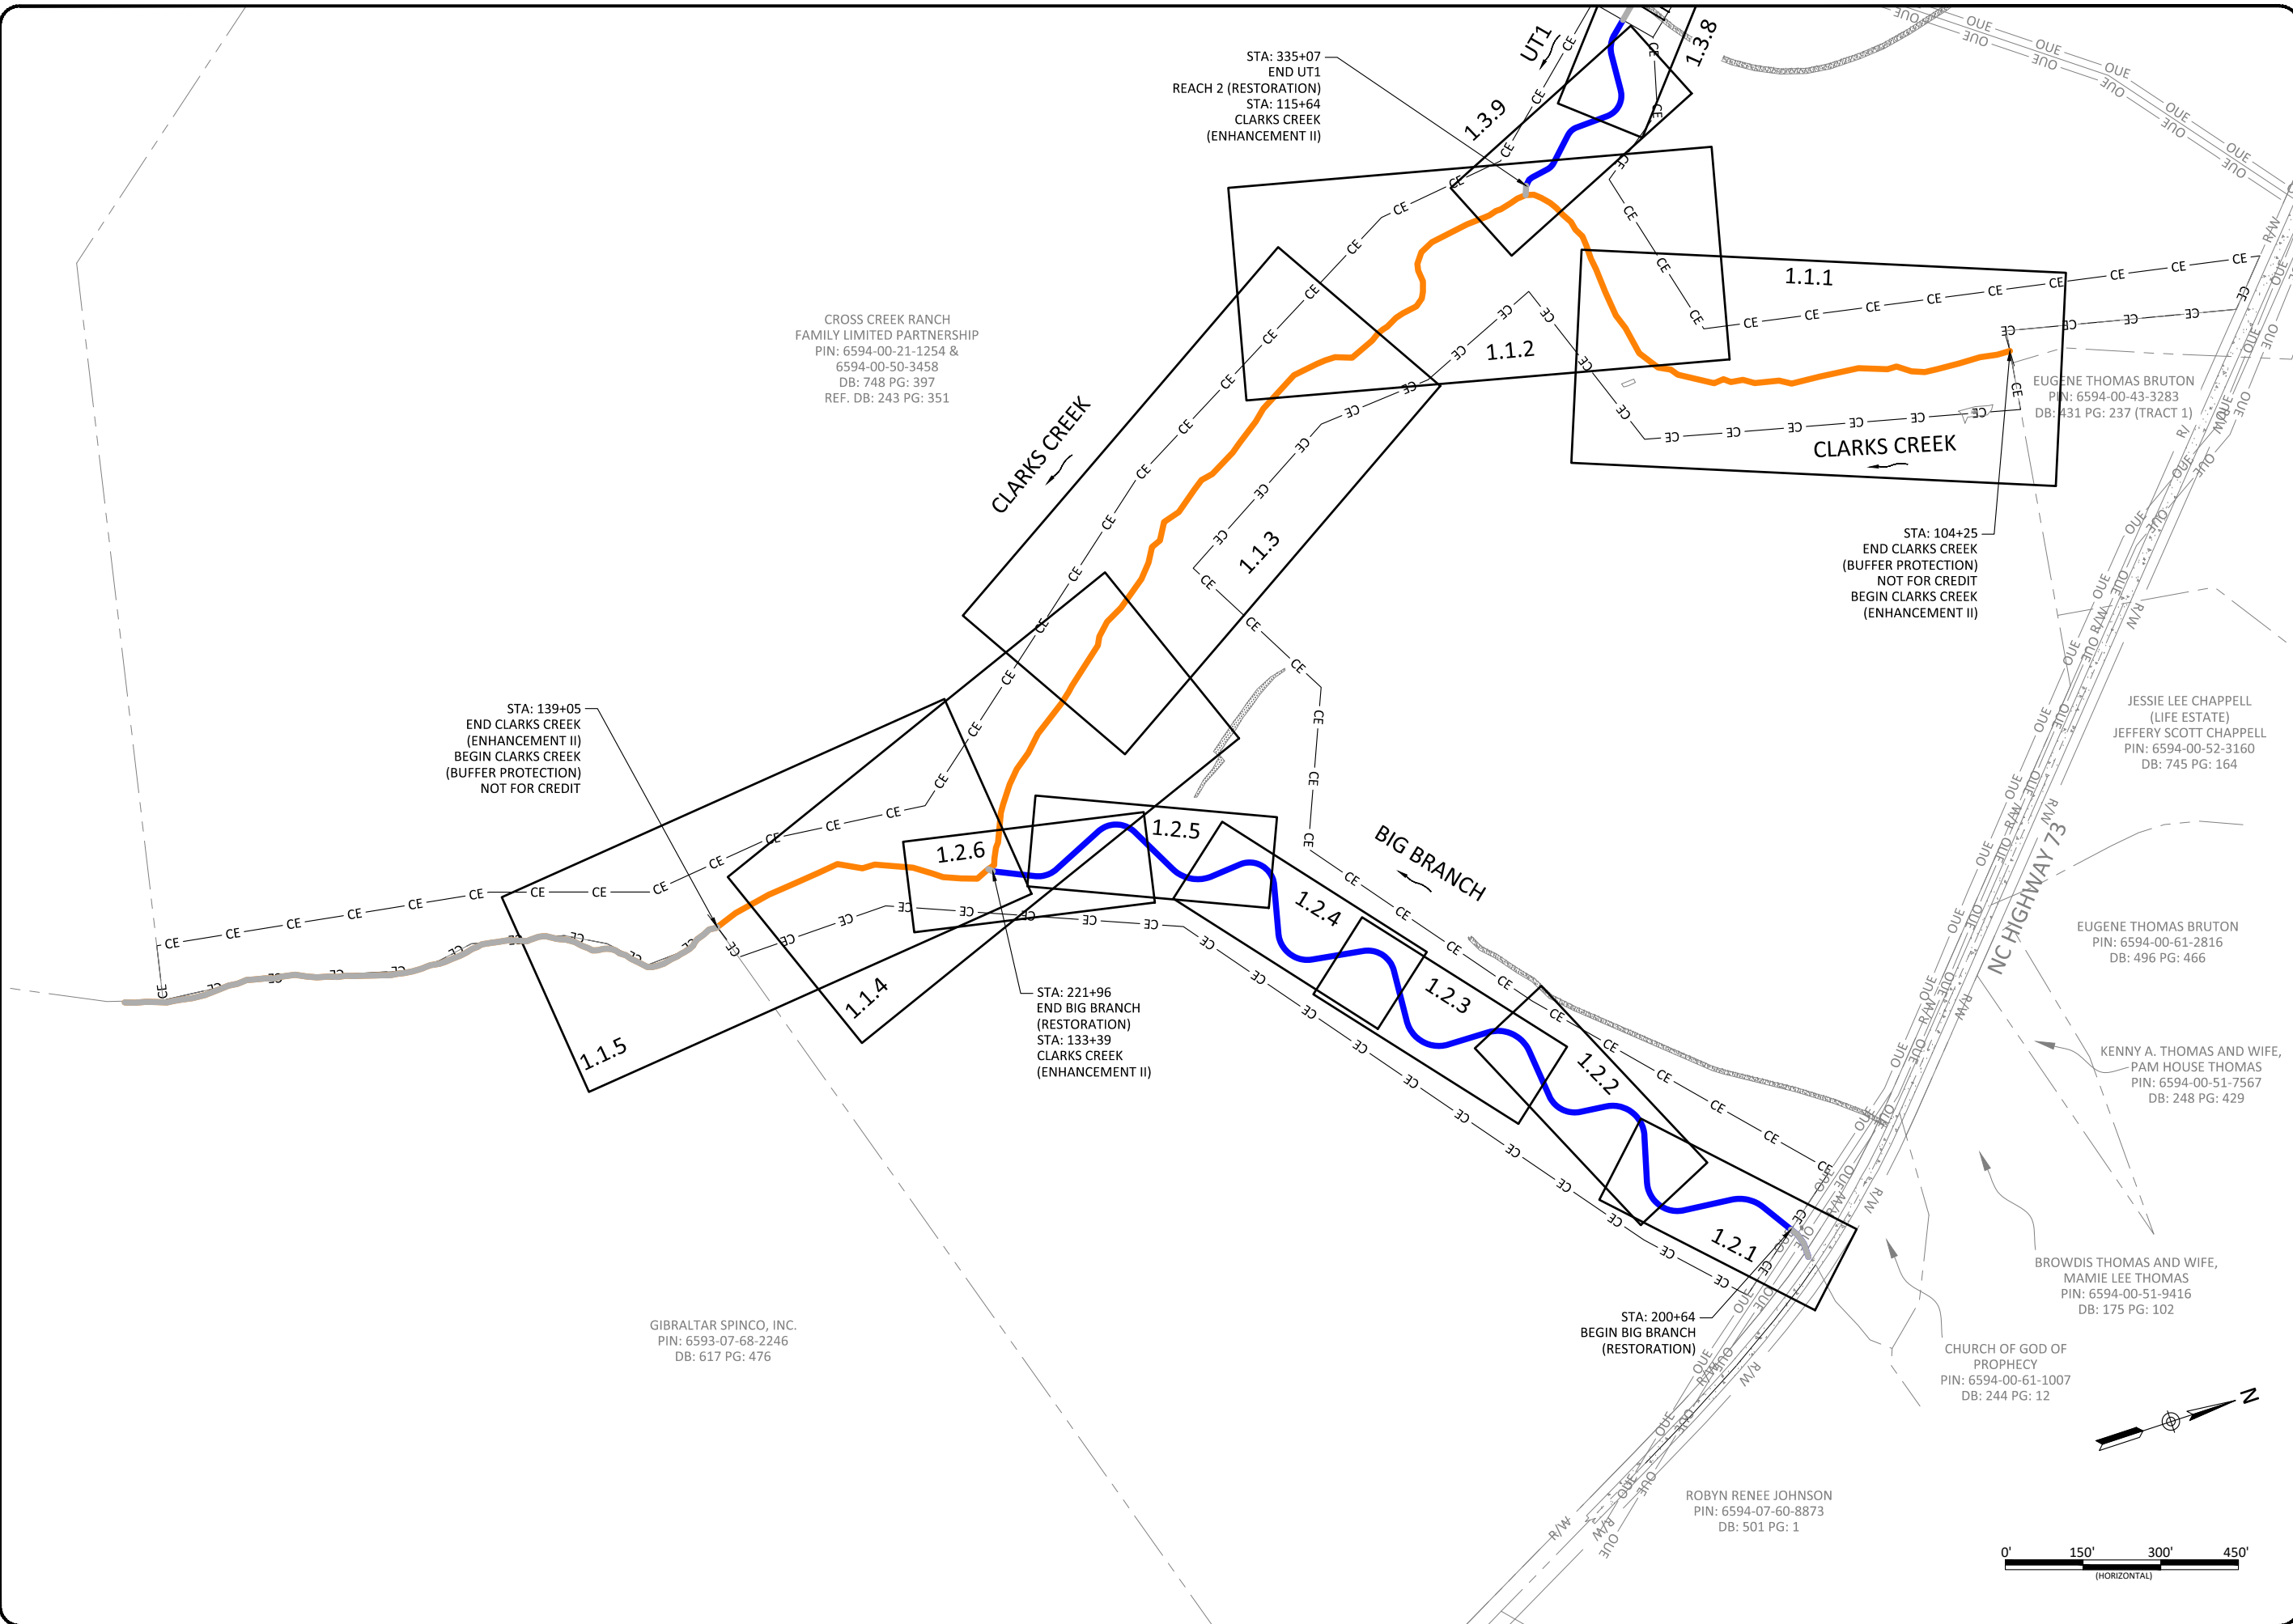 STA: 335+07
END UT1
REACH 2 (RESTORATION)
STA: 115+64
CLARKS CREEK
(ENHANCEMENT II)
UT1
1.3.8
1.3.9
1.1.1
1.1.2
CROSS CREEK RANCH
FAMILY LIMITED PARTNERSHIP
PIN: 6594-00-21-1254 &
6594-00-50-3458
DB: 748 PG: 397
REF. DB: 243 PG: 351
CLARKS CREEK
EUGENE THOMAS BRUTON
PIN: 6594-00-43-3283
DB: 431 PG: 237 (TRACT 1)
CLARKS CREEK
1.1.3
STA: 104+25
END CLARKS CREEK
(BUFFER PROTECTION)
NOT FOR CREDIT
BEGIN CLARKS CREEK
(ENHANCEMENT II)
STA: 139+05
END CLARKS CREEK
(ENHANCEMENT II)
BEGIN CLARKS CREEK
(BUFFER PROTECTION)
NOT FOR CREDIT
JESSIE LEE CHAPPELL
(LIFE ESTATE)
JEFFERY SCOTT CHAPPELL
PIN: 6594-00-52-3160
DB: 745 PG: 164
1.2.6
1.2.5
BIG BRANCH
NC HIGHWAY 73
1.2.4
1.2.3
1.2.2
1.2.1
1.1.4
1.1.5
EUGENE THOMAS BRUTON
PIN: 6594-00-61-2816
DB: 496 PG: 466
STA: 221+96
END BIG BRANCH
(RESTORATION)
STA: 133+39
CLARKS CREEK
(ENHANCEMENT II)
KENNY A. THOMAS AND WIFE,
PAM HOUSE THOMAS
PIN: 6594-00-51-7567
DB: 248 PG: 429
BROWDIS THOMAS AND WIFE,
MAMIE LEE THOMAS
PIN: 6594-00-51-9416
DB: 175 PG: 102
GIBRALTAR SPINCO, INC.
PIN: 6593-07-68-2246
DB: 617 PG: 476
STA: 200+64
BEGIN BIG BRANCH
(RESTORATION)
CHURCH OF GOD OF
PROPHECY
PIN: 6594-00-61-1007
DB: 244 PG: 12
N
ROBYN RENEE JOHNSON
PIN: 6594-07-60-8873
DB: 501 PG: 1
0' 150' 300' 450'
(HORIZONTAL)
CE
OUE
R/W